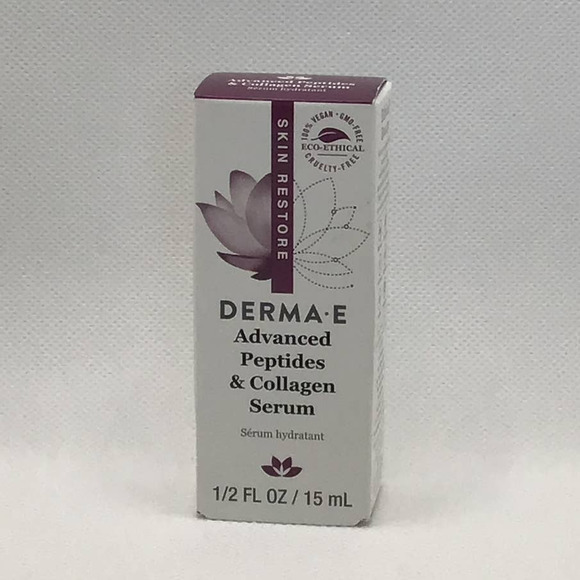 Advanced Peptides
& Collagen Serum
Sérum hydratant
SKIN RESTORE
100% VEGAN • GMO-FREE
ECO-ETHICAL
CRUELTY-FREE
DERMA·E
Advanced
Peptides
& Collagen
Serum
Sérum hydratant
1/2 FL OZ / 15 mL